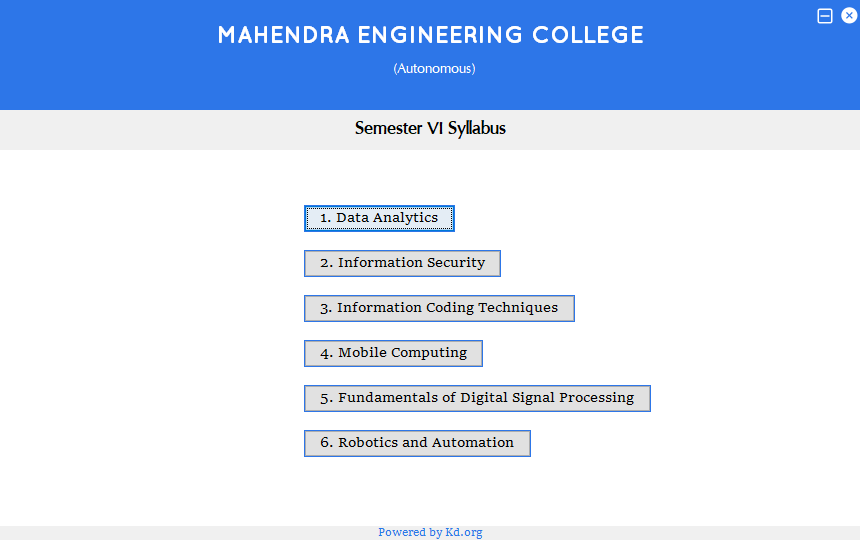 MAHENDRA ENGINEERING COLLEGE
(Autonomous)
Semester VI Syllabus
1. Data Analytics
2. Information Security
3. Information Coding Techniques
4. Mobile Computing
5. Fundamentals of Digital Signal Processing
6. Robotics and Automation
Powered by Kd.org